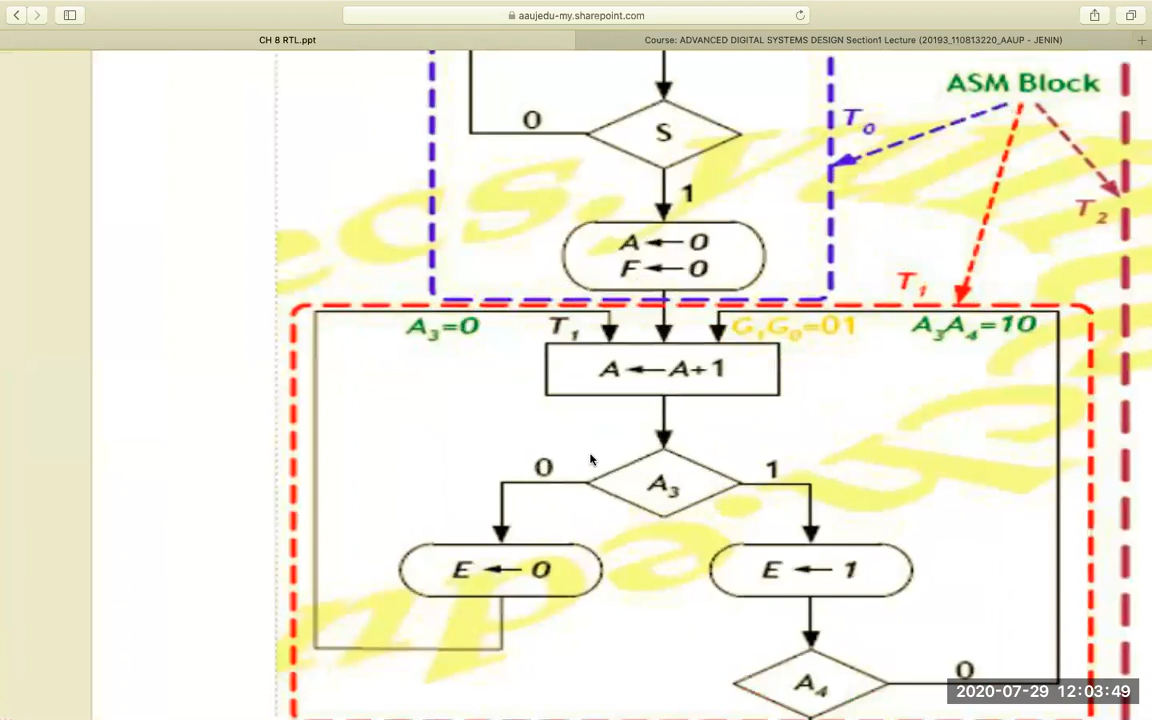 aaujedu-my.sharepoint.com
CH 8 RTL.ppt
Course: ADVANCED DIGITAL SYSTEMS DESIGN Section1 Lecture (20193_110813220_AAUP - JENIN)
ASM Block
0
S
T₀
1
T₂
A ← 0
F ← 0
T₁
A₃=0
T₁
G₁G₀=01
A₃A₄=10
A ← A+1
0
A₃
1
E ← 0
E ← 1
A₄
0
2020-07-29 12:03:49